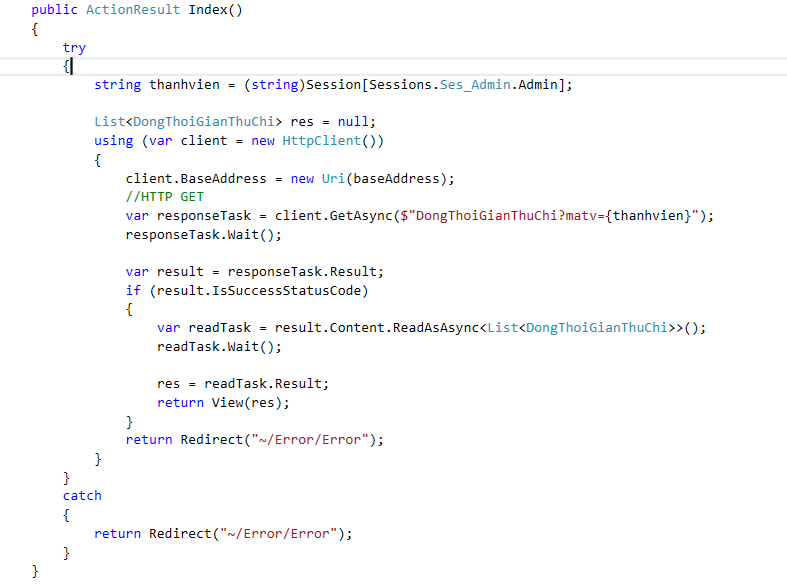 public ActionResult Index()
{
try
{
string thanhvien = (string)Session[Sessions.Ses_Admin.Admin];
List<DongThoiGianThuChi> res = null;
using (var client = new HttpClient())
{
client.BaseAddress = new Uri(baseAddress);
//HTTP GET
var responseTask = client.GetAsync($"DongThoiGianThuChi?matv={thanhvien}");
responseTask.Wait();
var result = responseTask.Result;
if (result.IsSuccessStatusCode)
{
var readTask = result.Content.ReadAsAsync<List<DongThoiGianThuChi>>();
readTask.Wait();
res = readTask.Result;
return View(res);
}
return Redirect("~/Error/Error");
}
}
catch
{
return Redirect("~/Error/Error");
}
}